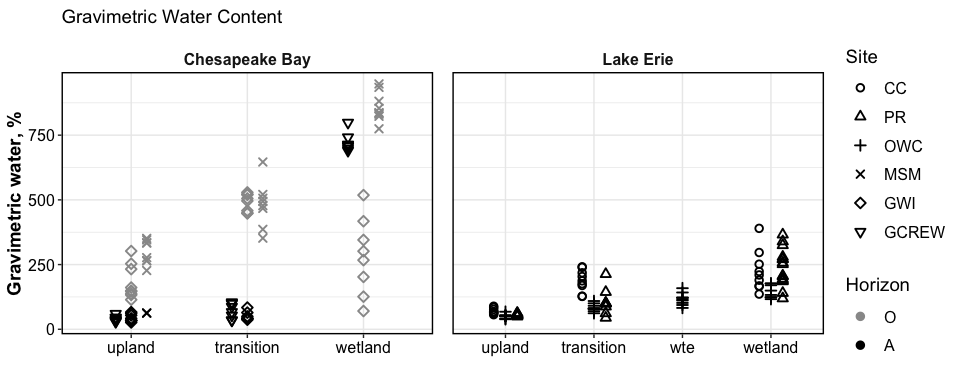 Gravimetric Water Content
Chesapeake Bay
Lake Erie
Gravimetric water, %
750
500
250
0
upland transition wetland
upland transition wte wetland
Site
CC
PR
OWC
MSM
GWI
GCREW
Horizon
O
A